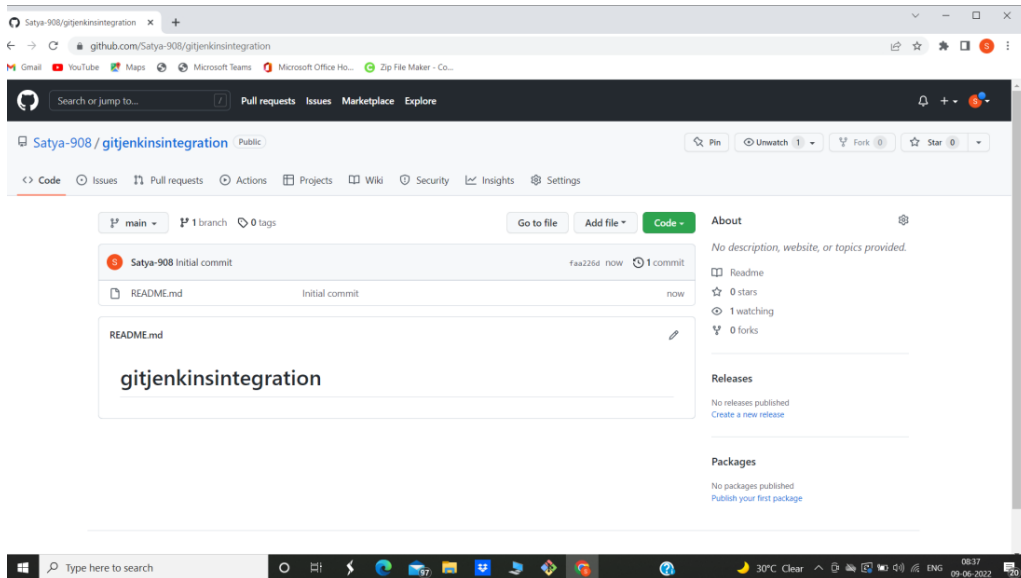 Satya-908/gitjenkinsintegration
github.com/Satya-908/gitjenkinsintegration
Gmail YouTube Maps Microsoft Teams Microsoft Office Ho... Zip File Maker - Co...
Search or jump to... / Pull requests Issues Marketplace Explore
Satya-908 / gitjenkinsintegration Public Pin Unwatch 1 Fork 0 Star 0
Code Issues Pull requests Actions Projects Wiki Security Insights Settings
main 1 branch 0 tags Go to file Add file Code
S Satya-908 Initial commit faa226d now 1 commit
README.md Initial commit now
README.md
gitjenkinsintegration
About
No description, website, or topics provided.
Readme
0 stars
1 watching
0 forks
Releases
No releases published
Create a new release
Packages
No packages published
Publish your first package
Type here to search 97 30°C Clear ENG 08:37
09-06-2022 20